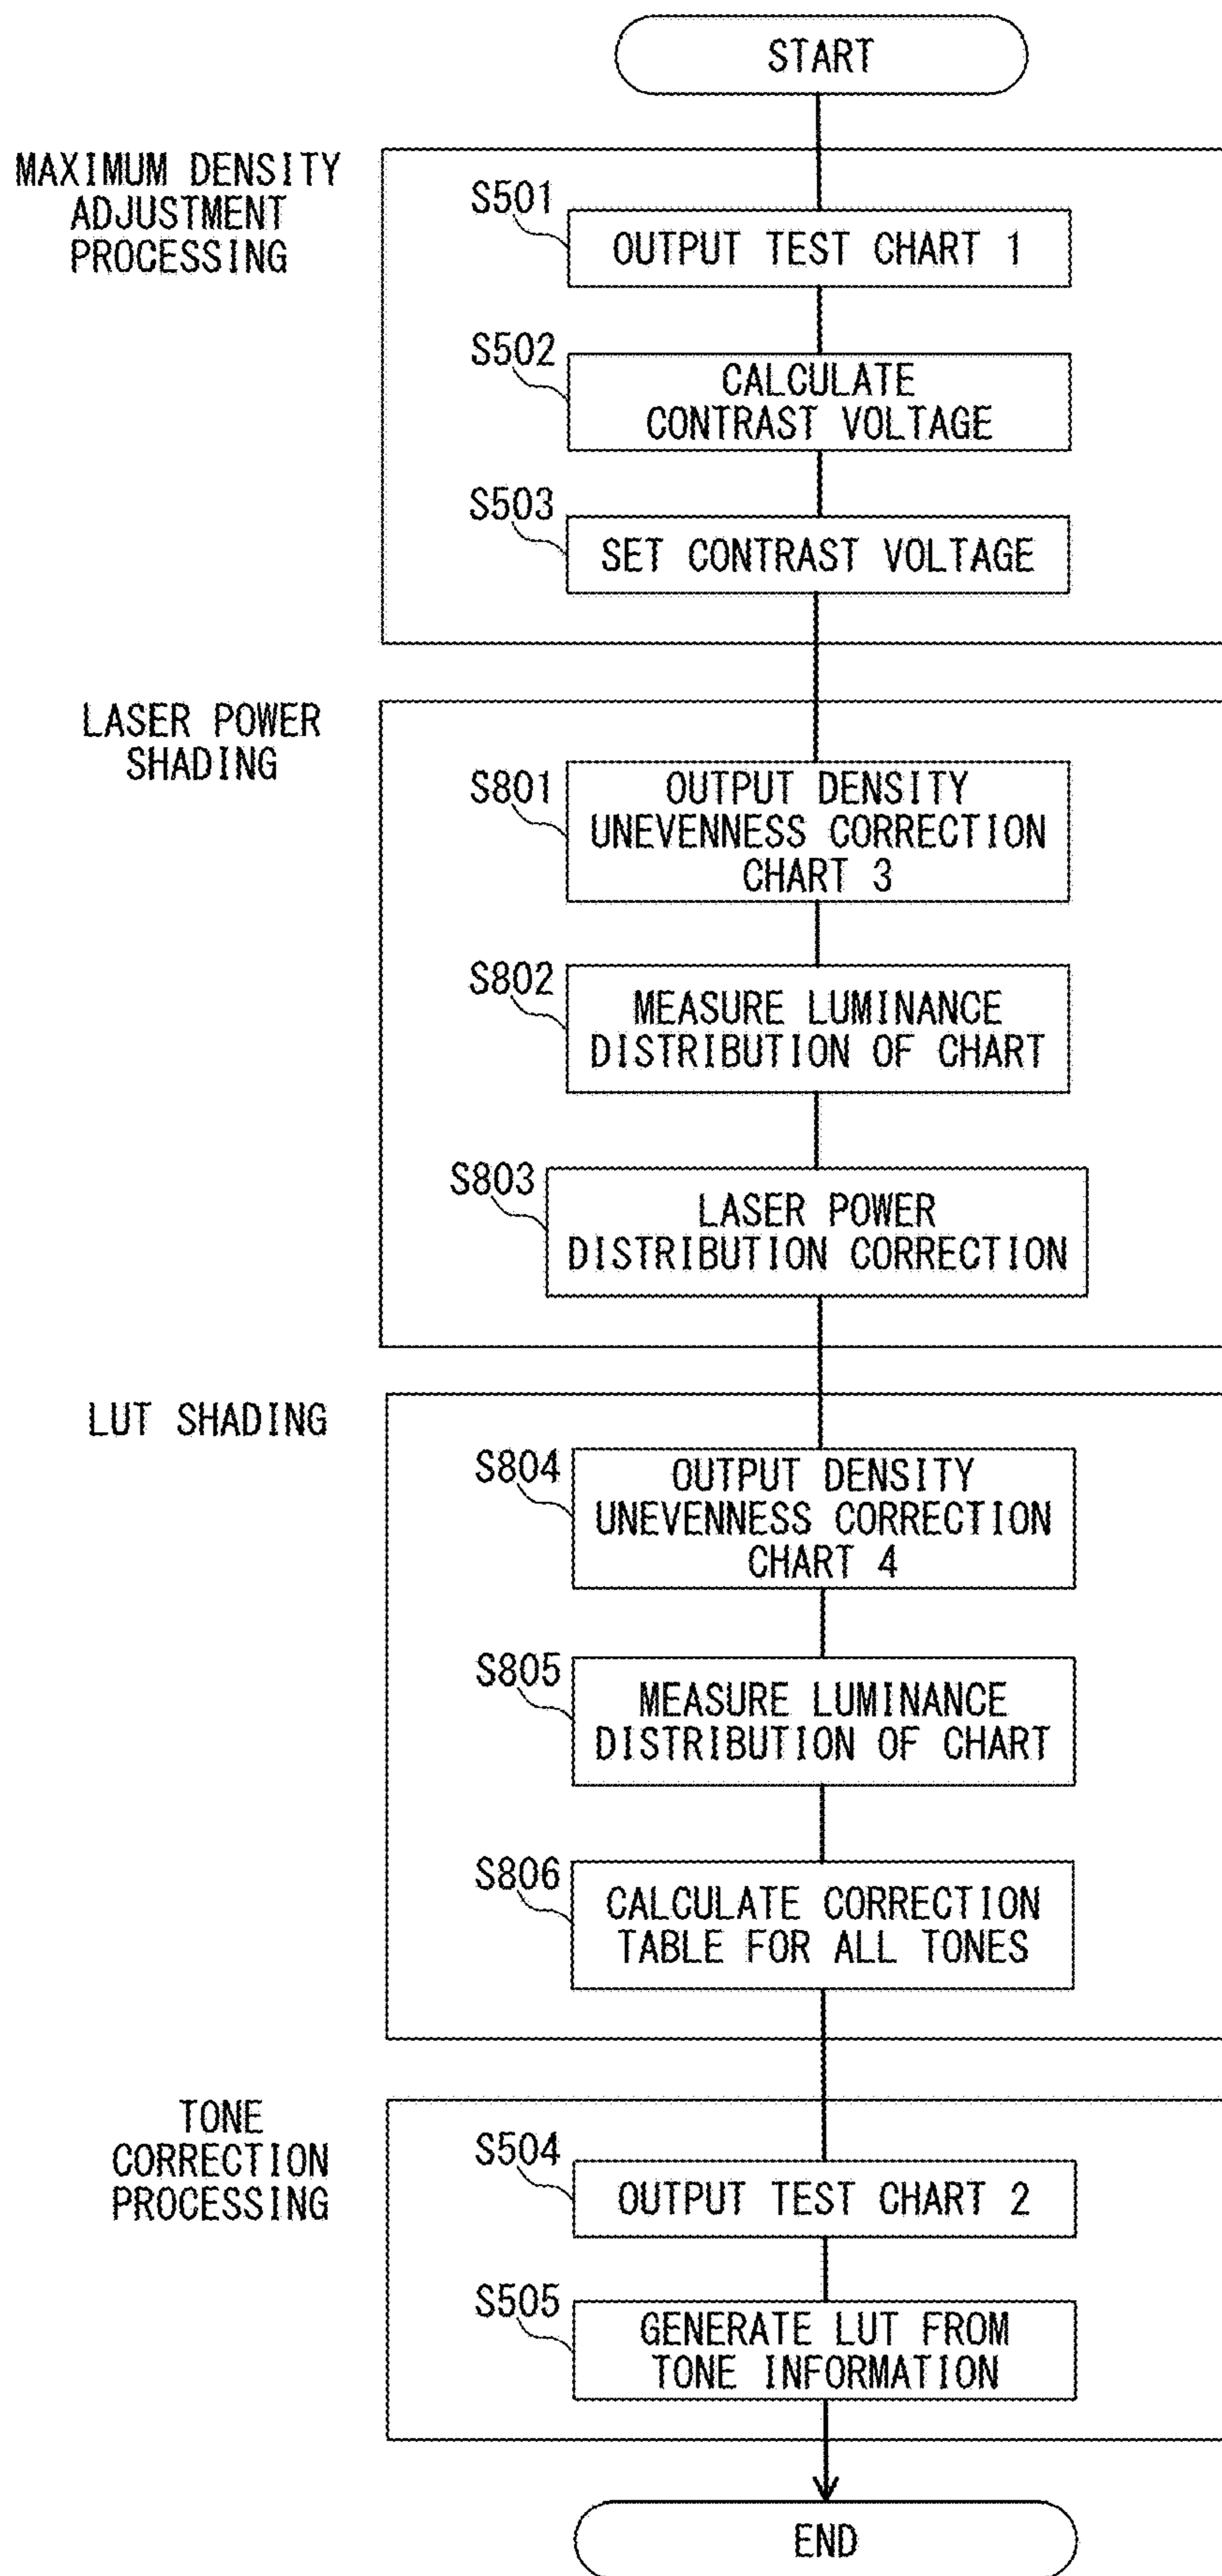 START
MAXIMUM DENSITY
ADJUSTMENT
PROCESSING
S501
OUTPUT TEST CHART 1
S502
CALCULATE
CONTRAST VOLTAGE
S503
SET CONTRAST VOLTAGE
LASER POWER
SHADING
S801
OUTPUT DENSITY
UNEVENNESS CORRECTION
CHART 3
S802
MEASURE LUMINANCE
DISTRIBUTION OF CHART
S803
LASER POWER
DISTRIBUTION CORRECTION
LUT SHADING
S804
OUTPUT DENSITY
UNEVENNESS CORRECTION
CHART 4
S805
MEASURE LUMINANCE
DISTRIBUTION OF CHART
S806
CALCULATE CORRECTION
TABLE FOR ALL TONES
TONE
CORRECTION
PROCESSING
S504
OUTPUT TEST CHART 2
S505
GENERATE LUT FROM
TONE INFORMATION
END